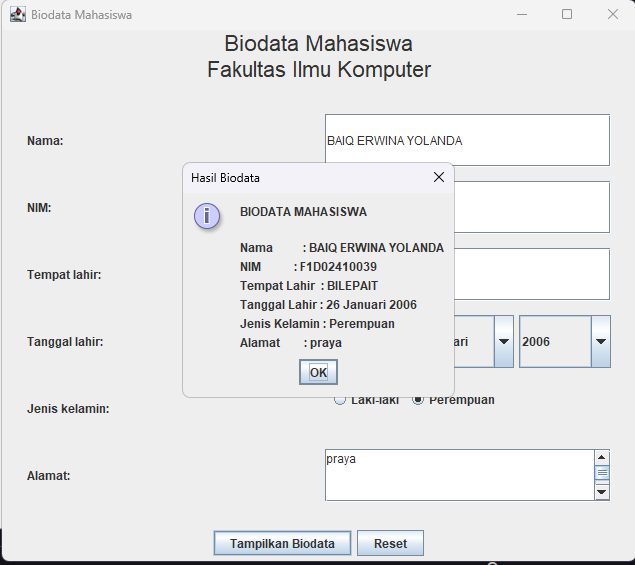 Biodata Mahasiswa
Biodata Mahasiswa
Fakultas Ilmu Komputer
Nama:
BAIQ ERWINA YOLANDA
NIM:
Tempat lahir:
Tanggal lahir:
ari
2006
Jenis kelamin:
Laki-laki
Perempuan
Alamat:
praya
Tampilkan Biodata
Reset
Hasil Biodata
BIODATA MAHASISWA
Nama : BAIQ ERWINA YOLANDA
NIM : F1D02410039
Tempat Lahir : BILEPAIT
Tanggal Lahir : 26 Januari 2006
Jenis Kelamin : Perempuan
Alamat : praya
OK